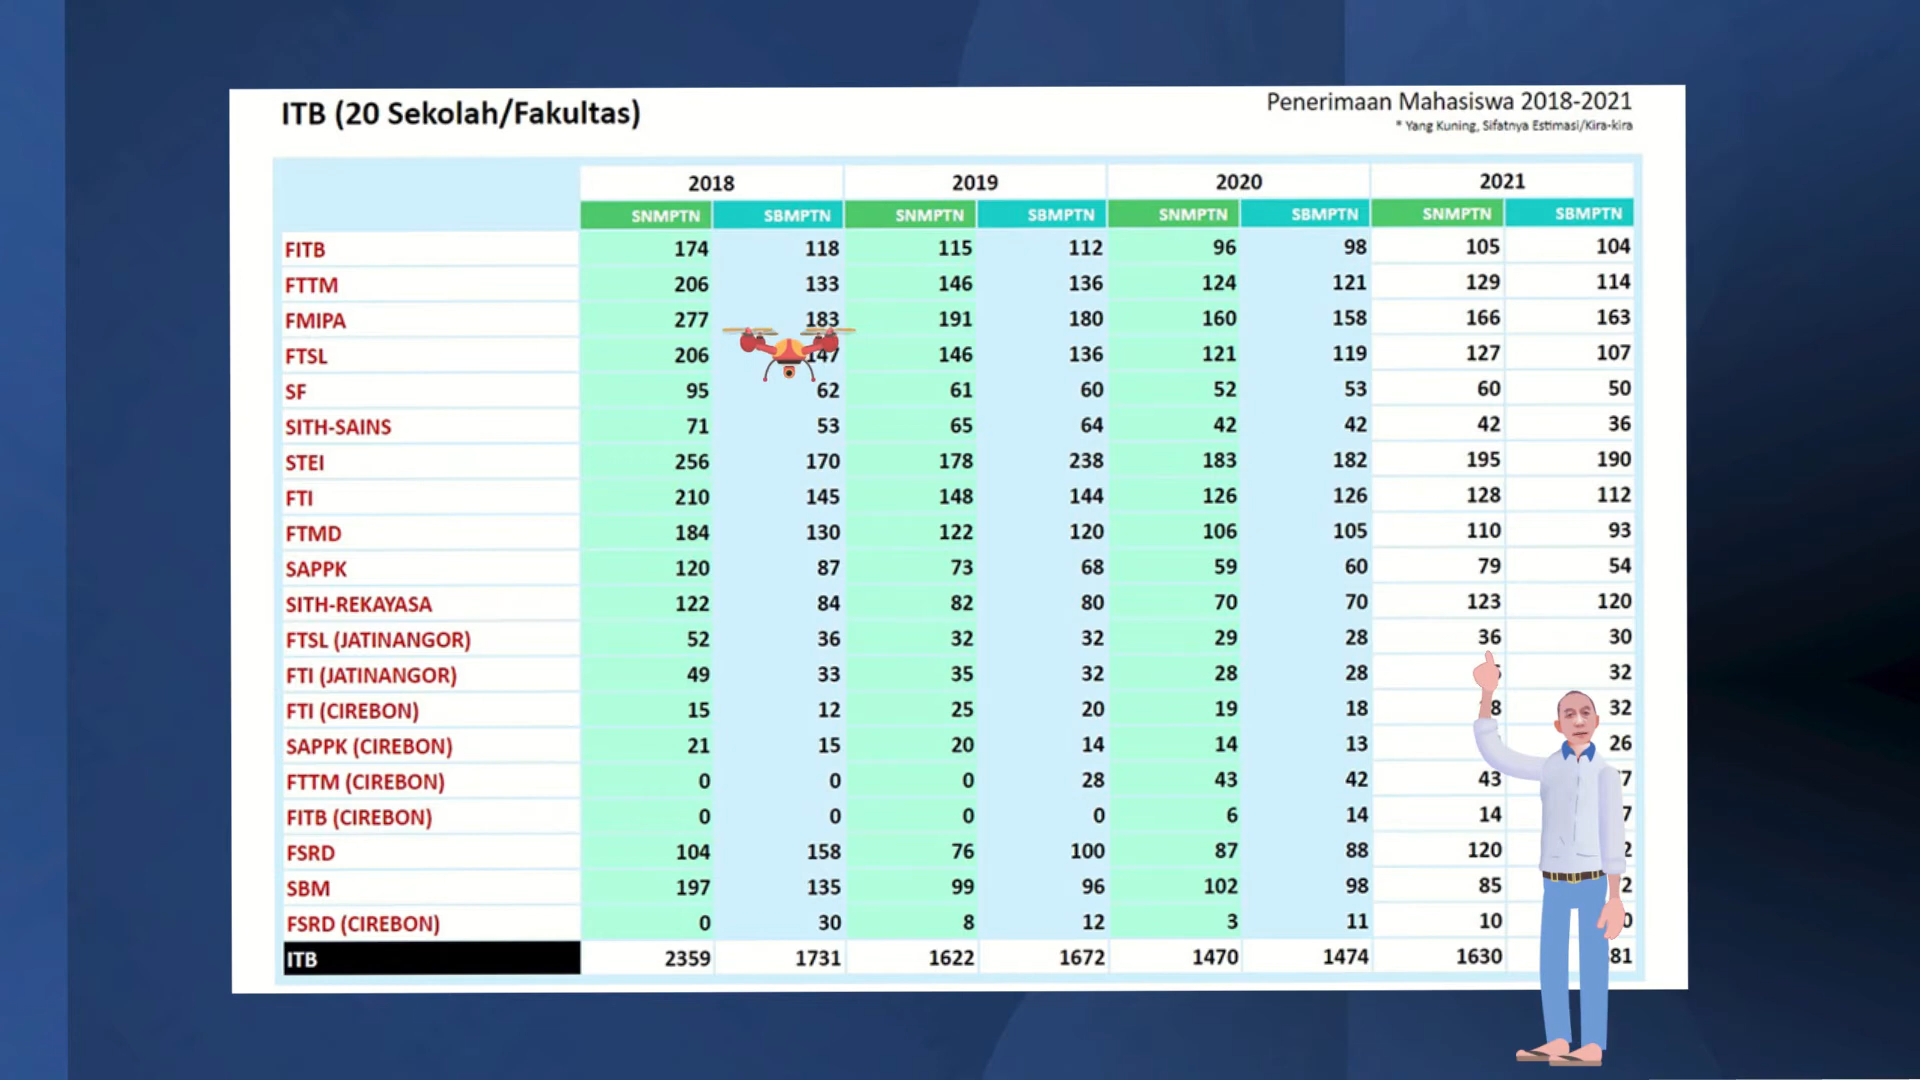 ITB (20 Sekolah/Fakultas)
Penerimaan Mahasiswa 2018-2021
* Yang Kuning, Sifatnya Estimasi/Kira-kira
2018 2019 2020 2021
SNMPTN SBMPTN SNMPTN SBMPTN SNMPTN SBMPTN SNMPTN SBMPTN
FITB 174 118 115 112 96 98 105 104
FTTM 206 133 146 136 124 121 129 114
FMIPA 277 183 191 180 160 158 166 163
FTSL 206 147 146 136 121 119 127 107
SF 95 62 61 60 52 53 60 50
SITH-SAINS 71 53 65 64 42 42 42 36
STEI 256 170 178 238 183 182 195 190
FTI 210 145 148 144 126 126 128 112
FTMD 184 130 122 120 106 105 110 93
SAPPK 120 87 73 68 59 60 79 54
SITH-REKAYASA 122 84 82 80 70 70 123 120
FTSL (JATINANGOR) 52 36 32 32 29 28 36 30
FTI (JATINANGOR) 49 33 35 32 28 28 32
FTI (CIREBON) 15 12 25 20 19 18 32
SAPPK (CIREBON) 21 15 20 14 14 13 26
FTTM (CIREBON) 0 0 0 28 43 42 43
FITB (CIREBON) 0 0 0 0 6 14 14
FSRD 104 158 76 100 87 88 120
SBM 197 135 99 96 102 98 85
FSRD (CIREBON) 0 30 8 12 3 11 10
ITB 2359 1731 1622 1672 1470 1474 1630